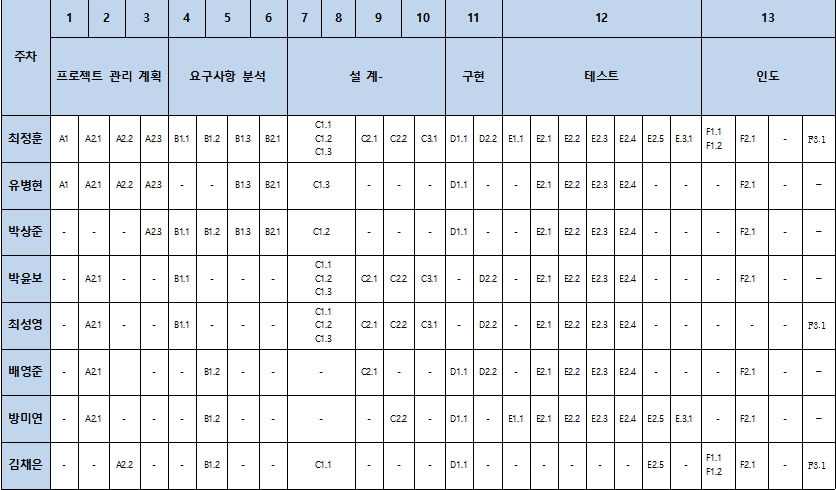 주차 1 2 3 4 5 6 7 8 9 10 11 12 13
프로젝트 관리 계획 요구사항 분석 설 계- 구현 테스트 인도
최정훈 A1 A2.1 A2.2 A2.3 B1.1 B1.2 B1.3 B2.1 C1.1 C1.2 C1.3 C2.1 C2.2 C3.1 D1.1 D2.2 E1.1 E2.1 E2.2 E2.3 E2.4 E2.5 E.3.1 F1.1 F1.2 F2.1 - F3.1
유병현 A1 A2.1 A2.2 A2.3 - - B1.3 B2.1 C1.3 - - - D1.1 - - E2.1 E2.2 E2.3 E2.4 - - - F2.1 - -
박상준 - - - A2.3 B1.1 B1.2 B1.3 B2.1 C1.2 - - - D1.1 - - E2.1 E2.2 E2.3 E2.4 - - - F2.1 - -
박윤보 - A2.1 - - B1.1 - - - C1.1 C1.2 C1.3 C2.1 C2.2 C3.1 - D2.2 - E2.1 E2.2 E2.3 E2.4 - - - F2.1 - -
최성영 - A2.1 - - B1.1 - - - C1.1 C1.2 C1.3 C2.1 C2.2 C3.1 - D2.2 - E2.1 E2.2 E2.3 E2.4 - - - - - F3.1
배영준 - A2.1 - - B1.2 - - - C2.1 - - D1.1 D2.2 - E2.1 E2.2 E2.3 E2.4 - - - F2.1 - -
방미연 - A2.1 - - - B1.2 - - - - C2.2 - D1.1 - E1.1 E2.1 E2.2 E2.3 E2.4 E2.5 E.3.1 - F2.1 - -
김채은 - - A2.2 - - B1.2 - - C1.1 - - - D1.1 - - - - - - E2.5 - F1.1 F1.2 F2.1 - F3.1